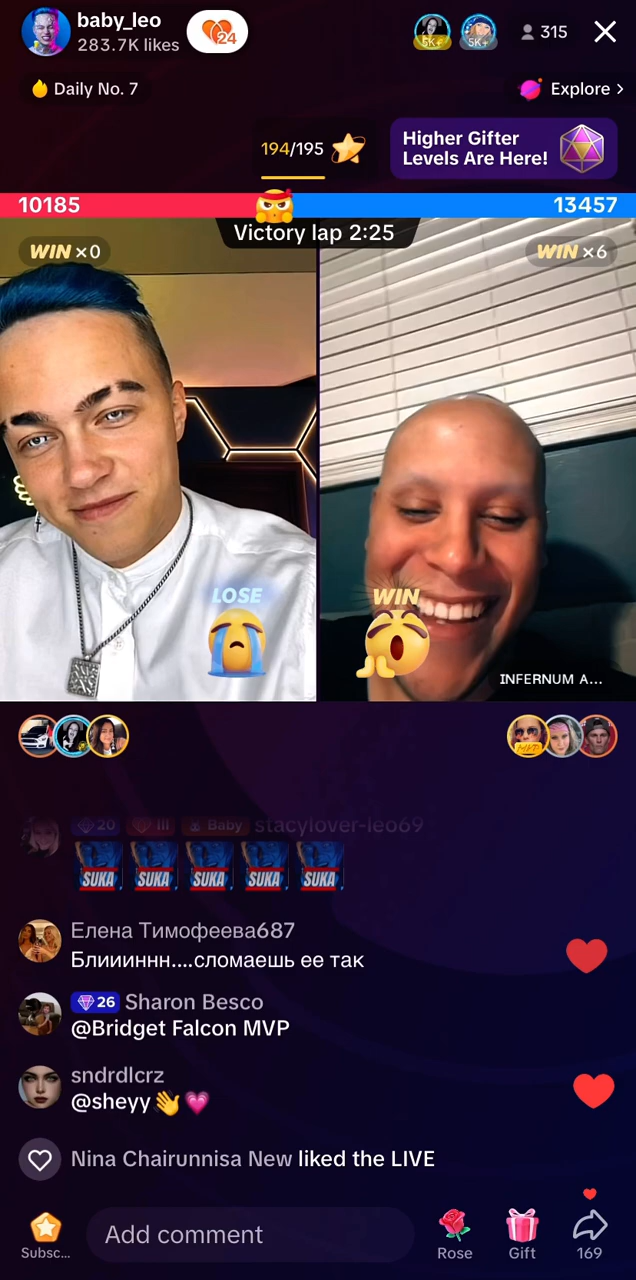 baby_leo
283.7K likes
24
5K+
5K+
315
Daily No. 7
Explore >
194/195
Higher Gifter
Levels Are Here!
10185
13457
Victory lap 2:25
WIN ×0
WIN ×6
LOSE
WIN
INFERNUM A...
MVP
20 III Baby stacylover-leo69
SUKA SUKA SUKA SUKA SUKA
Елена Тимофеева687
Блиииннн....сломаешь ее так
26 Sharon Besco
@Bridget Falcon MVP
sndrdlcrz
@sheyy👋💗
Nina Chairunnisa New liked the LIVE
Subsc...
Add comment
Rose
Gift
169